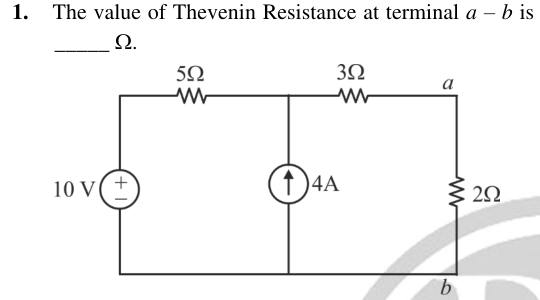 1. The value of Thevenin Resistance at terminal a – b is
_____ Ω.
5Ω
3Ω
a
10 V
+
–
4A
2Ω
b